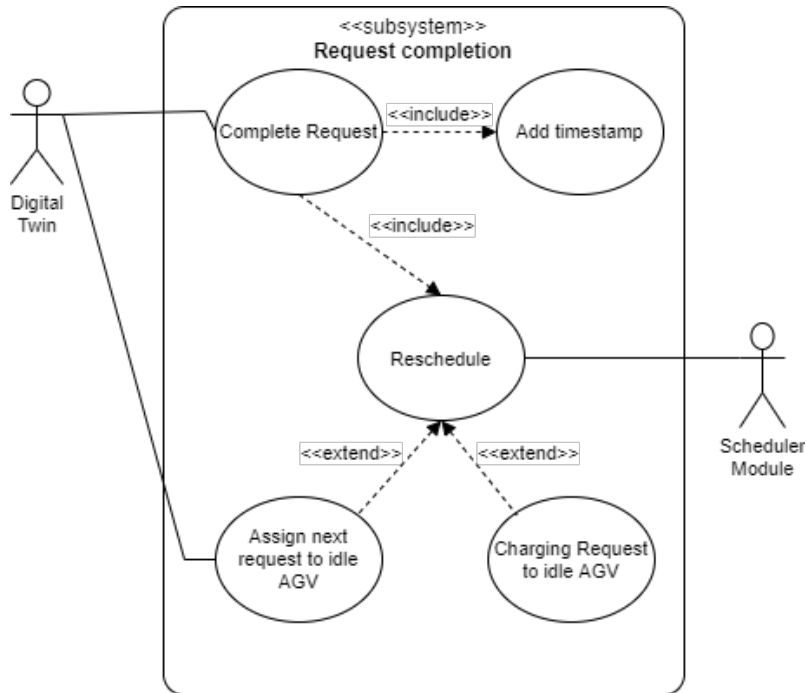 <<subsystem>>
Request completion
Complete Request
<<include>>
Add timestamp
Digital
Twin
<<include>>
Reschedule
Scheduler
Module
<<extend>>
<<extend>>
Assign next
request to idle
AGV
Charging Request
to idle AGV